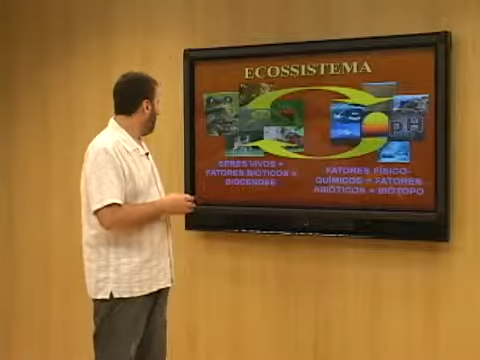 ECOSSISTEMA
pH
SERES VIVOS =
FATORES BIÓTICOS =
BIOCENOSE
FATORES FÍSICO-
QUÍMICOS = FATORES
ABIÓTICOS = BIÓTOPO